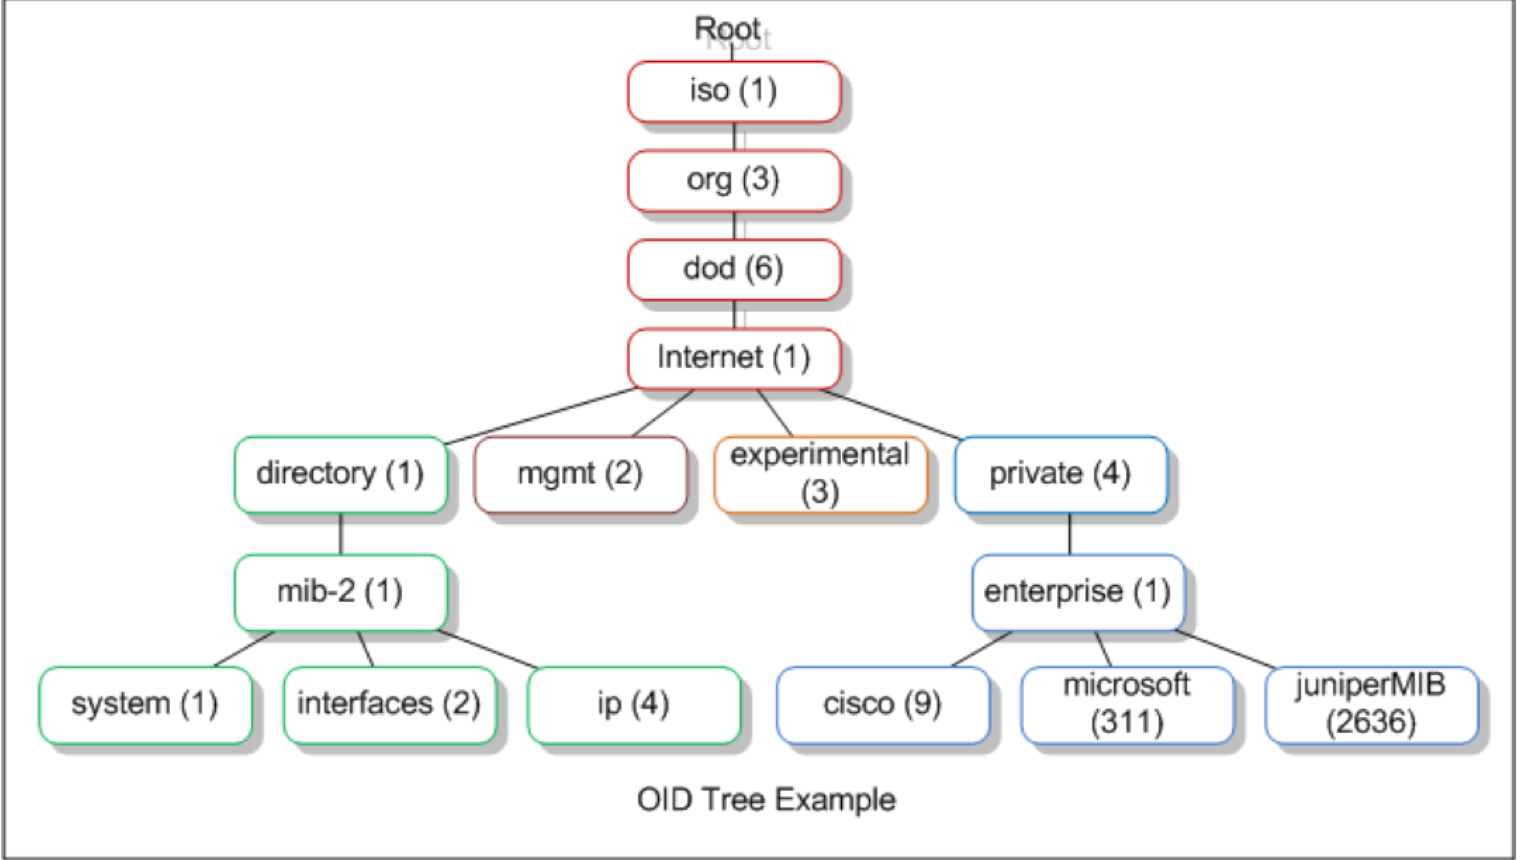 Root
iso (1)
org (3)
dod (6)
Internet (1)
directory (1)
mgmt (2)
experimental
(3)
private (4)
mib-2 (1)
enterprise (1)
system (1)
interfaces (2)
ip (4)
cisco (9)
microsoft
(311)
juniperMIB
(2636)
OID Tree Example